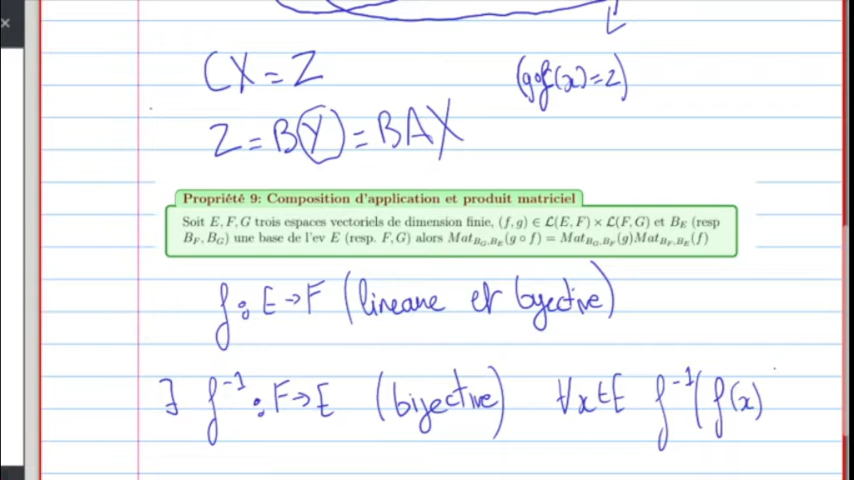 CX = Z (g∘f(x)=z)
Z = BY = BAX
Propriété 9: Composition d'application et produit matriciel
Soit E, F, G trois espaces vectoriels de dimension finie, (f, g) ∈ L(E, F) × L(F, G) et B_E (resp
B_F, B_G) une base de l'ev E (resp. F, G) alors Mat_{B_G,B_E}(g ∘ f) = Mat_{B_G,B_F}(g)Mat_{B_F,B_E}(f)
f : E → F (lineaire et bijective)
∃ f⁻¹ : F → E (bijective) ∀x∈E f⁻¹(f(x)